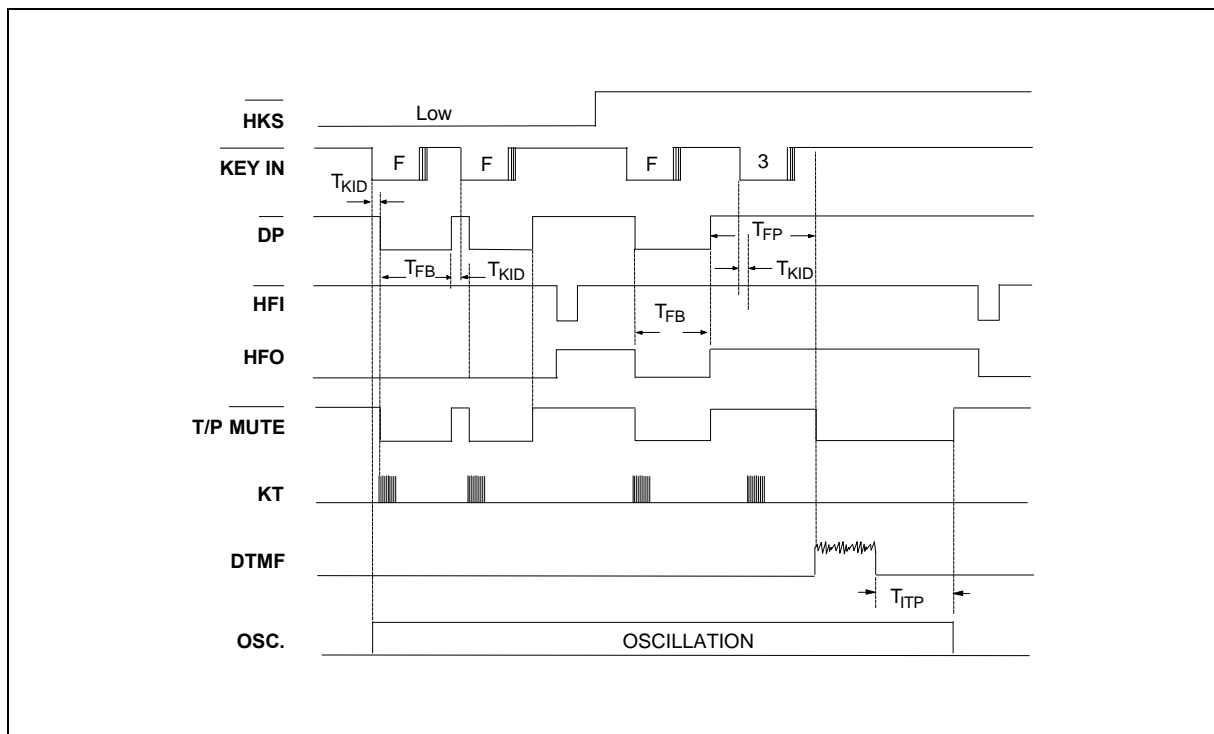 HKS
Low
KEY IN
F
F
F
3
TKID
DP
TFP
TFB
TKID
TKID
HFI
TFB
HFO
T/P MUTE
KT
DTMF
TITP
OSC.
OSCILLATION